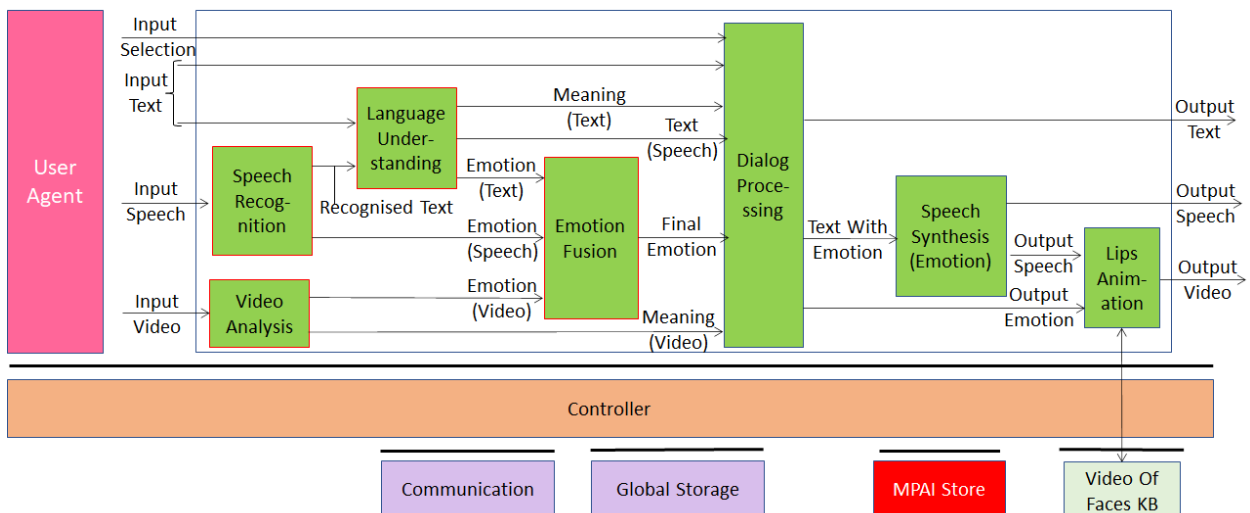 User
Agent
Input
Selection
Input
Text
Input
Speech
Input
Video
Speech
Recog-
nition
Video
Analysis
Language
Under-
standing
Recognised Text
Meaning
(Text)
Text
(Speech)
Emotion
(Text)
Emotion
(Speech)
Emotion
(Video)
Meaning
(Video)
Emotion
Fusion
Final
Emotion
Dialog
Proce-
ssing
Text With
Emotion
Speech
Synthesis
(Emotion)
Output
Speech
Output
Emotion
Lips
Anim-
ation
Output
Text
Output
Speech
Output
Video
Controller
Communication
Global Storage
MPAI Store
Video Of
Faces KB